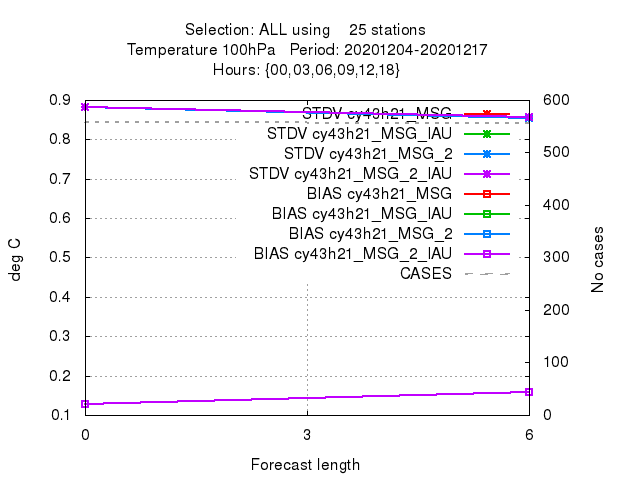 Selection: ALL using 25 stations
Temperature 100hPa Period: 20201204-20201217
Hours: {00,03,06,09,12,18}
0.9
0.8
0.7
0.6
0.5
0.4
0.3
0.2
0.1
deg C
STDV cy43h21_MSG
STDV cy43h21_MSG_IAU
STDV cy43h21_MSG_2
STDV cy43h21_MSG_2_IAU
BIAS cy43h21_MSG
BIAS cy43h21_MSG_IAU
BIAS cy43h21_MSG_2
BIAS cy43h21_MSG_2_IAU
CASES
600
500
400
300
200
100
0
No cases
0 3 6
Forecast length